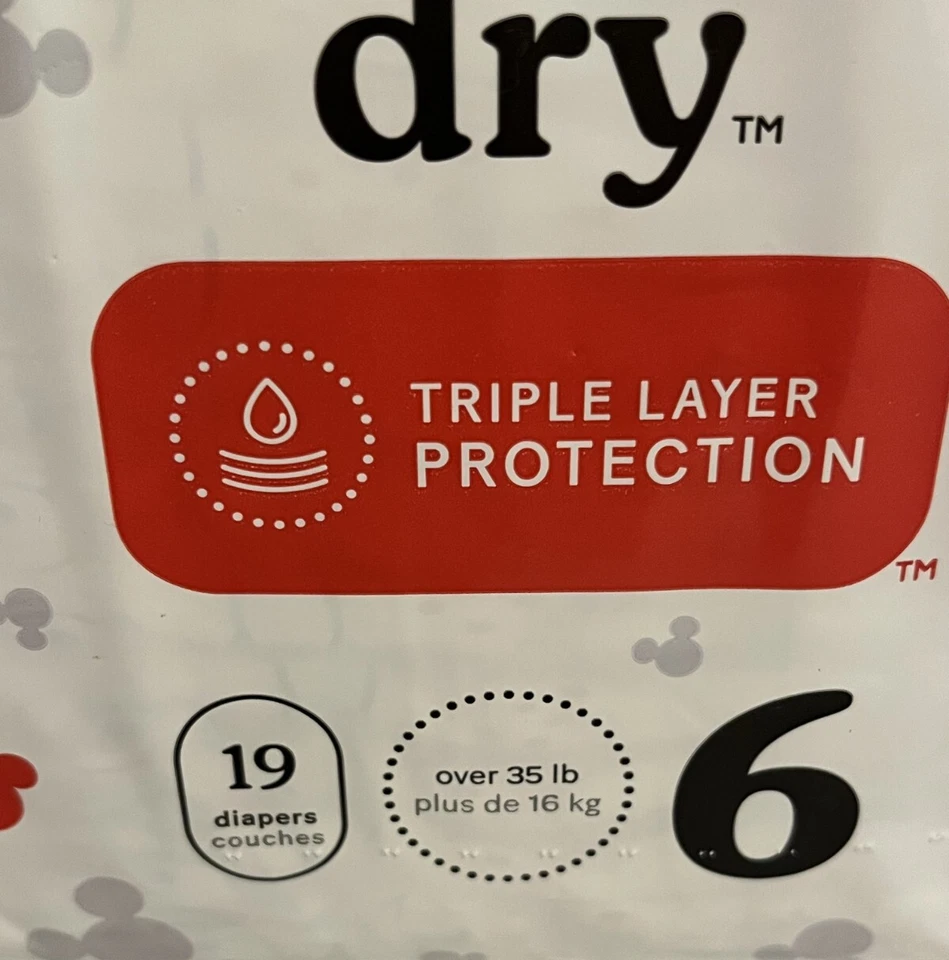 dry™
TRIPLE LAYER
PROTECTION
™
19
diapers
couches
over 35 lb
plus de 16 kg
6